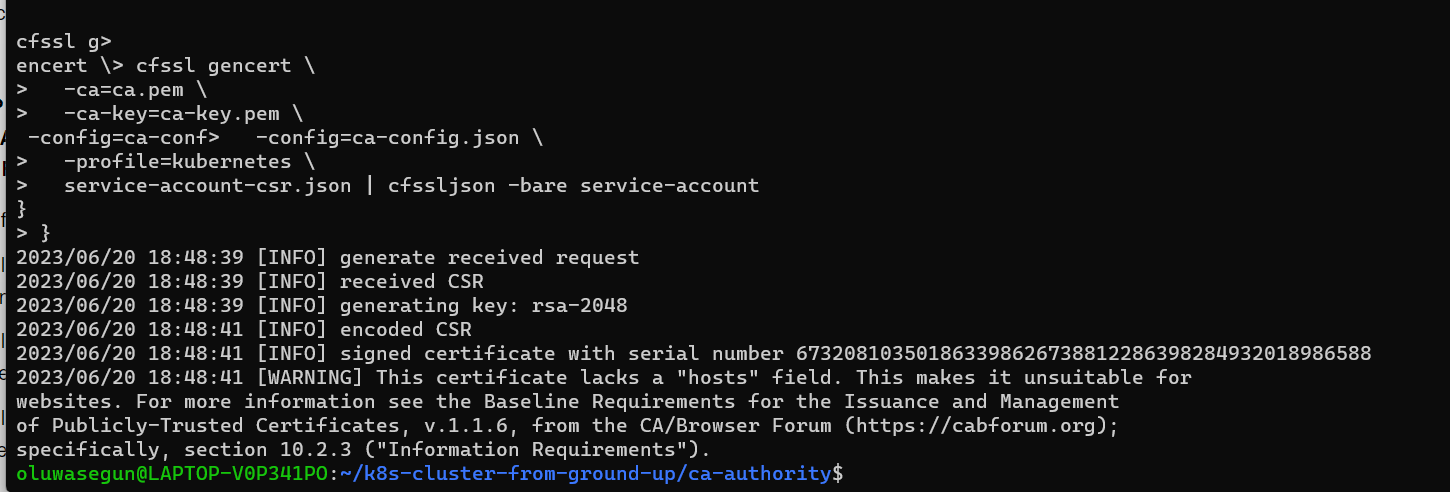 cfssl g>
encert \> cfssl gencert \
>   -ca=ca.pem \
>   -ca-key=ca-key.pem \
 -config=ca-conf>   -config=ca-config.json \
>   -profile=kubernetes \
>   service-account-csr.json | cfssljson -bare service-account
}
> }
2023/06/20 18:48:39 [INFO] generate received request
2023/06/20 18:48:39 [INFO] received CSR
2023/06/20 18:48:39 [INFO] generating key: rsa-2048
2023/06/20 18:48:41 [INFO] encoded CSR
2023/06/20 18:48:41 [INFO] signed certificate with serial number 673208103501863398626738812286398284932018986588
2023/06/20 18:48:41 [WARNING] This certificate lacks a "hosts" field. This makes it unsuitable for
websites. For more information see the Baseline Requirements for the Issuance and Management
of Publicly-Trusted Certificates, v.1.1.6, from the CA/Browser Forum (https://cabforum.org);
specifically, section 10.2.3 ("Information Requirements").
oluwasegun@LAPTOP-V0P341PO:~/k8s-cluster-from-ground-up/ca-authority$